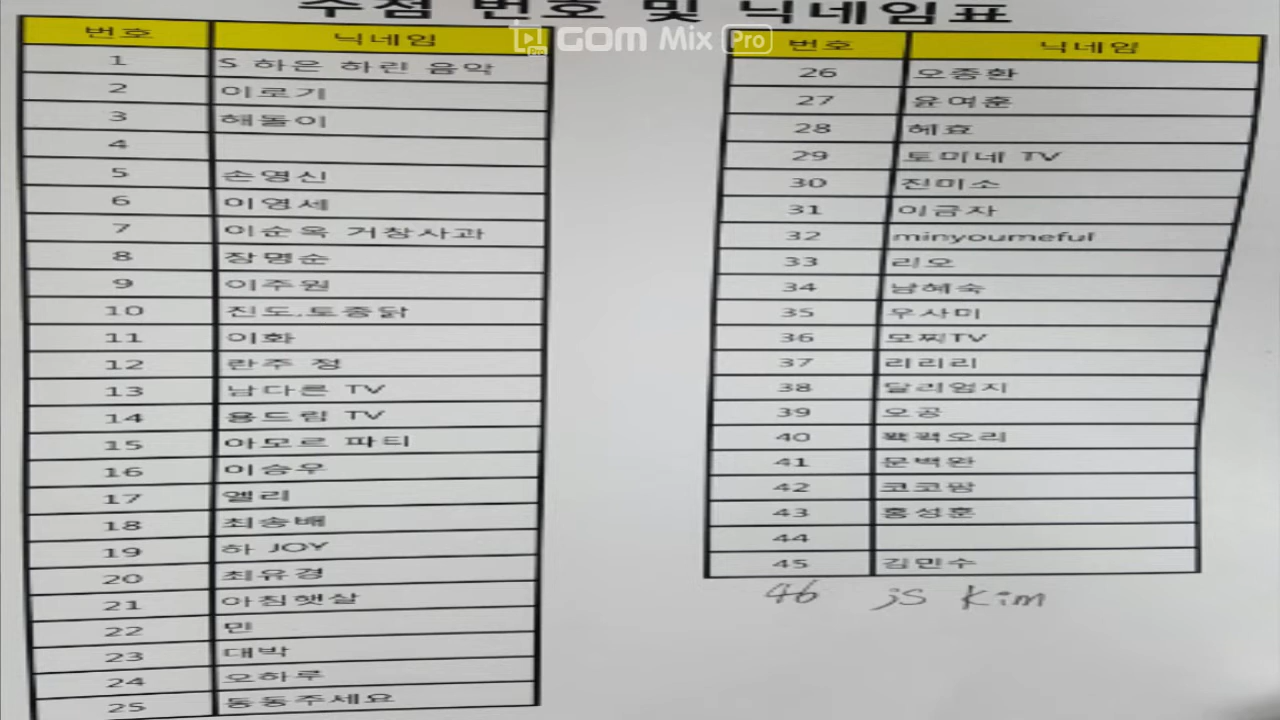 추첨 번호 및 닉네임표
GOM Mix Pro
번호 닉네임
1 S 하은 하린 음악
2 이로기
3 해돌이
4
5 손영신
6 이영세
7 이순옥 거창사과
8 장명순
9 이주원
10 진도.토종닭
11 이화
12 란주 정
13 남다른 TV
14 용드림 TV
15 아모르 파티
16 이승우
17 엘리
18 최송배
19 하 JOY
20 최유경
21 아침햇살
22 민
23 대박
24 오하루
25 동동주세요
번호 닉네임
26 오종환
27 윤여훈
28 혜효
29 토미네 TV
30 진미소
31 이금자
32 minyoumeful
33 리오
34 남혜숙
35 우사미
36 모찌TV
37 리리리
38 달리엄지
39 오공
40 꽥꽥오리
41 문백완
42 코코짱
43 홍성훈
44
45 김민수
46 js kim